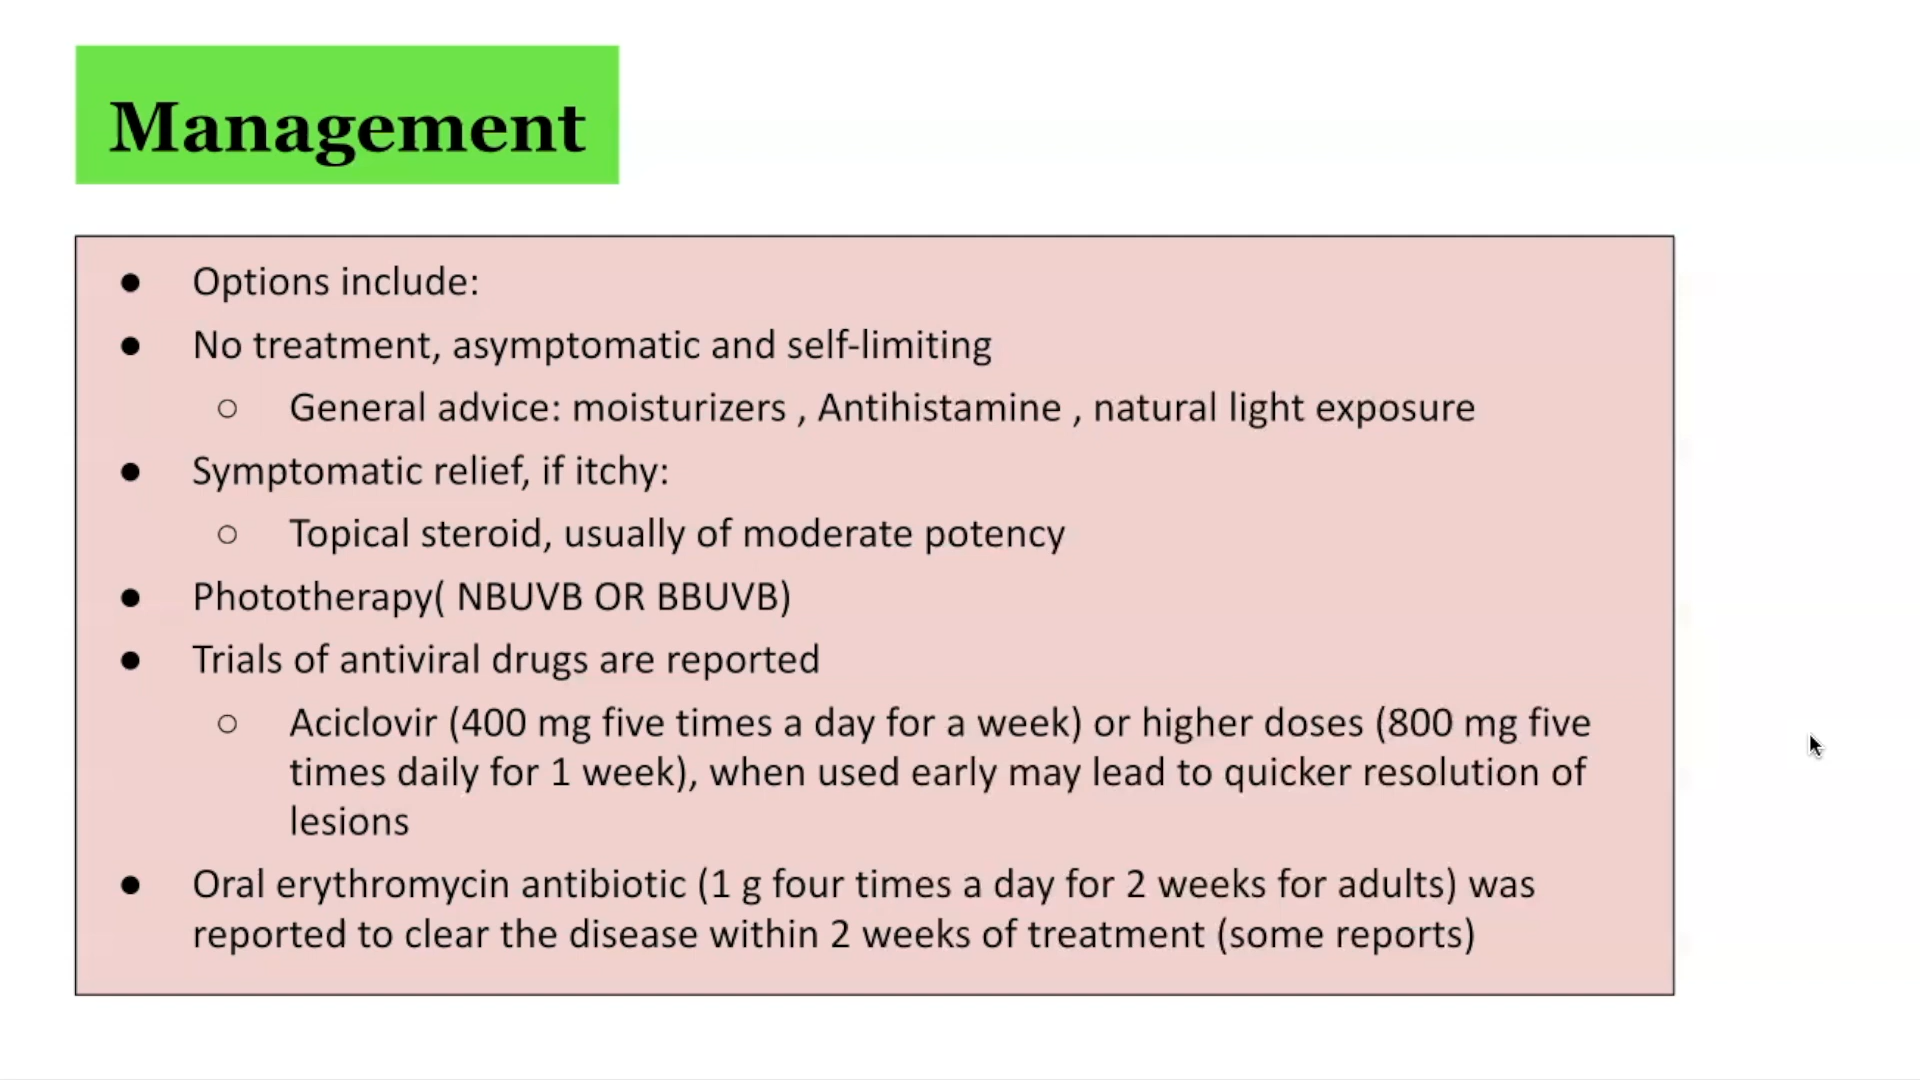 Management
● Options include:
● No treatment, asymptomatic and self-limiting
○ General advice: moisturizers , Antihistamine , natural light exposure
● Symptomatic relief, if itchy:
○ Topical steroid, usually of moderate potency
● Phototherapy( NBUVB OR BBUVB)
● Trials of antiviral drugs are reported
○ Aciclovir (400 mg five times a day for a week) or higher doses (800 mg five
times daily for 1 week), when used early may lead to quicker resolution of
lesions
● Oral erythromycin antibiotic (1 g four times a day for 2 weeks for adults) was
reported to clear the disease within 2 weeks of treatment (some reports)